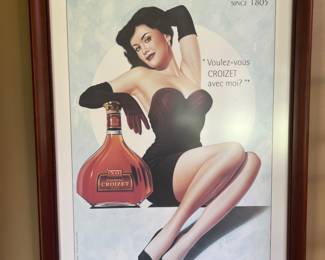 SINCE 1805
"Voulez-vous
CROIZET
avec moi?"*
X.O
CROIZET